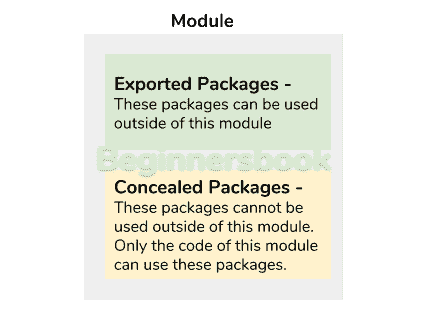 Module
Exported Packages -
These packages can be used
outside of this module
Beginnersbook
Concealed Packages -
These packages cannot be
used outside of this module.
Only the code of this module
can use these packages.